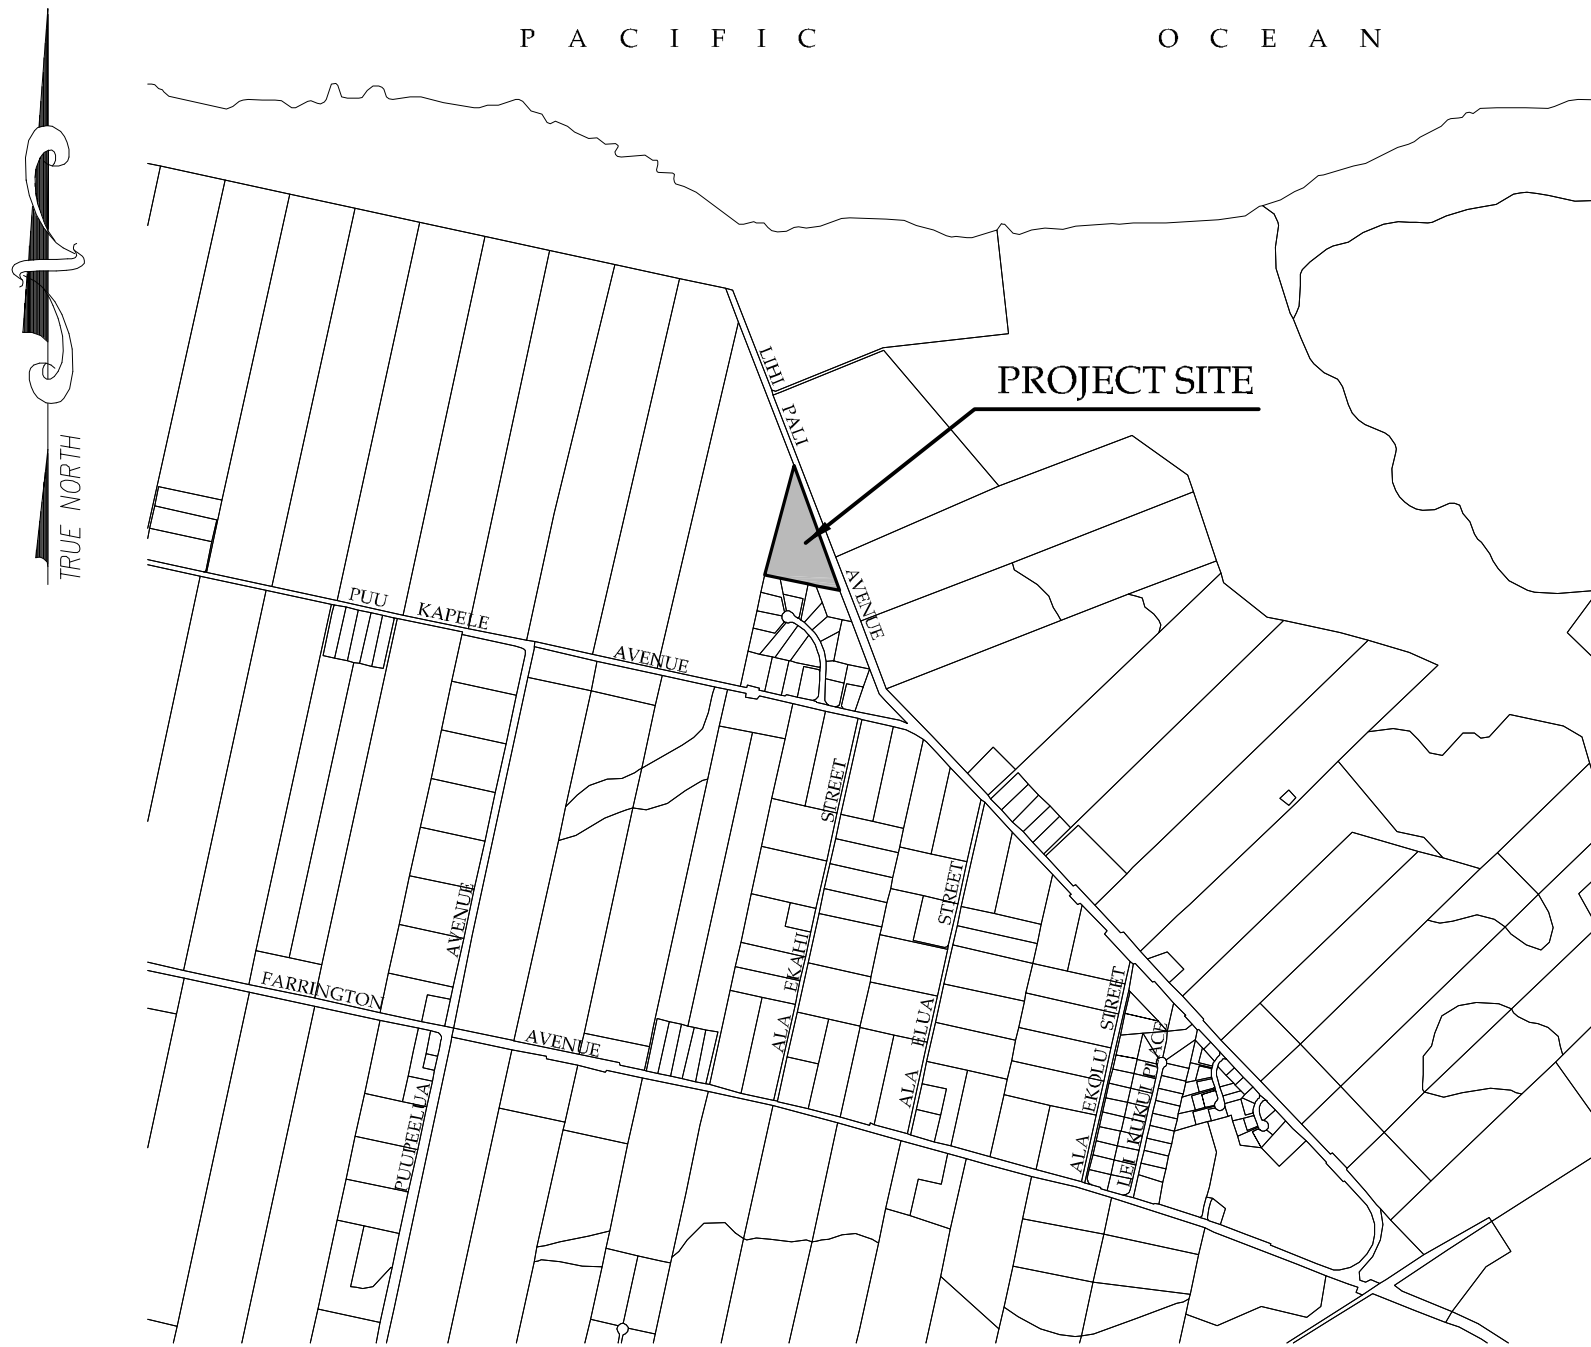 PACIFIC OCEAN
TRUE NORTH
LIHI PALI AVENUE
PROJECT SITE
PUU KAPELE AVENUE
STREET
ALA EKAHI
STREET
ALA ELUA
STREET
ALA EKOLU
LIEI KUKUI PLACE
AVENUE
PUUPEELUA
FARRINGTON AVENUE